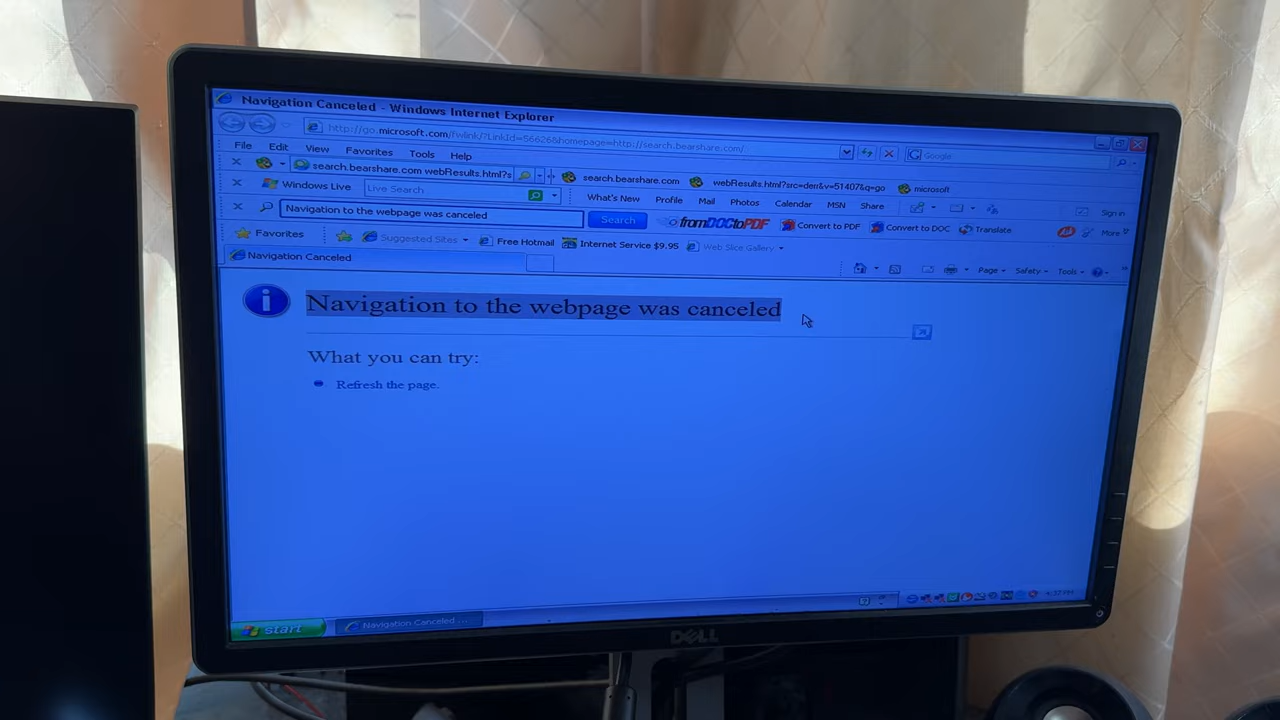 Navigation Canceled - Windows Internet Explorer
http://go.microsoft.com/fwlink/?LinkId=56626&homepage=http://search.bearshare.com/
Google
File Edit View Favorites Tools Help
search.bearshare.com webResults.html?s search.bearshare.com webResults.html?src=derr&v=51407&q=go microsoft
Windows Live Live Search What's New Profile Mail Photos Calendar MSN Share Sign in
Navigation to the webpage was canceled Search fromDOCtoPDF Convert to PDF Convert to DOC Translate More
Favorites Suggested Sites Free Hotmail Internet Service $9.95 Web Slice Gallery
Navigation Canceled Page Safety Tools
Navigation to the webpage was canceled
What you can try:
Refresh the page.
start Navigation Canceled ... 4:37 PM
DELL